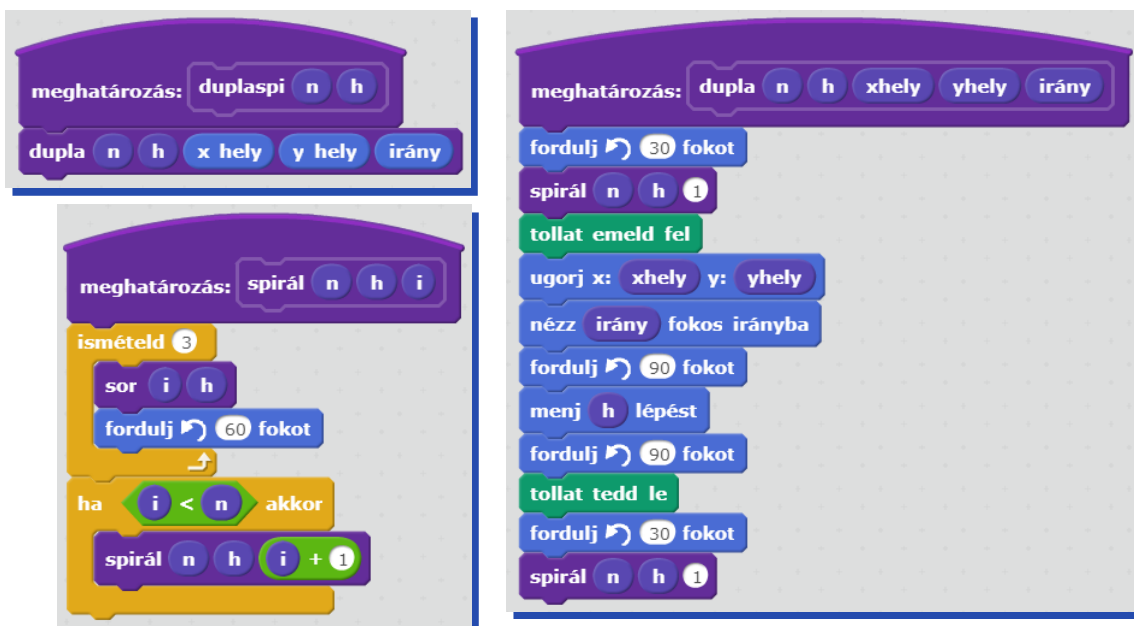 meghatározás: duplaspi n h
dupla n h x hely y hely irány
meghatározás: spirál n h i
ismételd 3
sor i h
fordulj 60 fokot
ha i < n akkor
spirál n h i + 1
meghatározás: dupla n h xhely yhely irány
fordulj 30 fokot
spirál n h 1
tollat emeld fel
ugorj x: xhely y: yhely
nézz irány fokos irányba
fordulj 90 fokot
menj h lépést
fordulj 90 fokot
tollat tedd le
fordulj 30 fokot
spirál n h 1